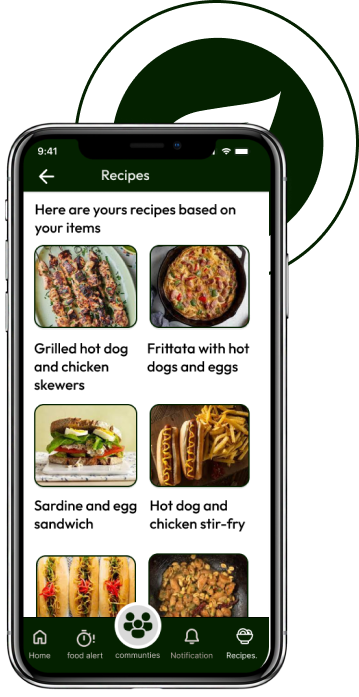 9:41
Recipes
Here are yours recipes based on
your items
Grilled hot dog
and chicken
skewers
Frittata with hot
dogs and eggs
Sardine and egg
sandwich
Hot dog and
chicken stir-fry
Home
food alert
communties
Notification
Recipes.